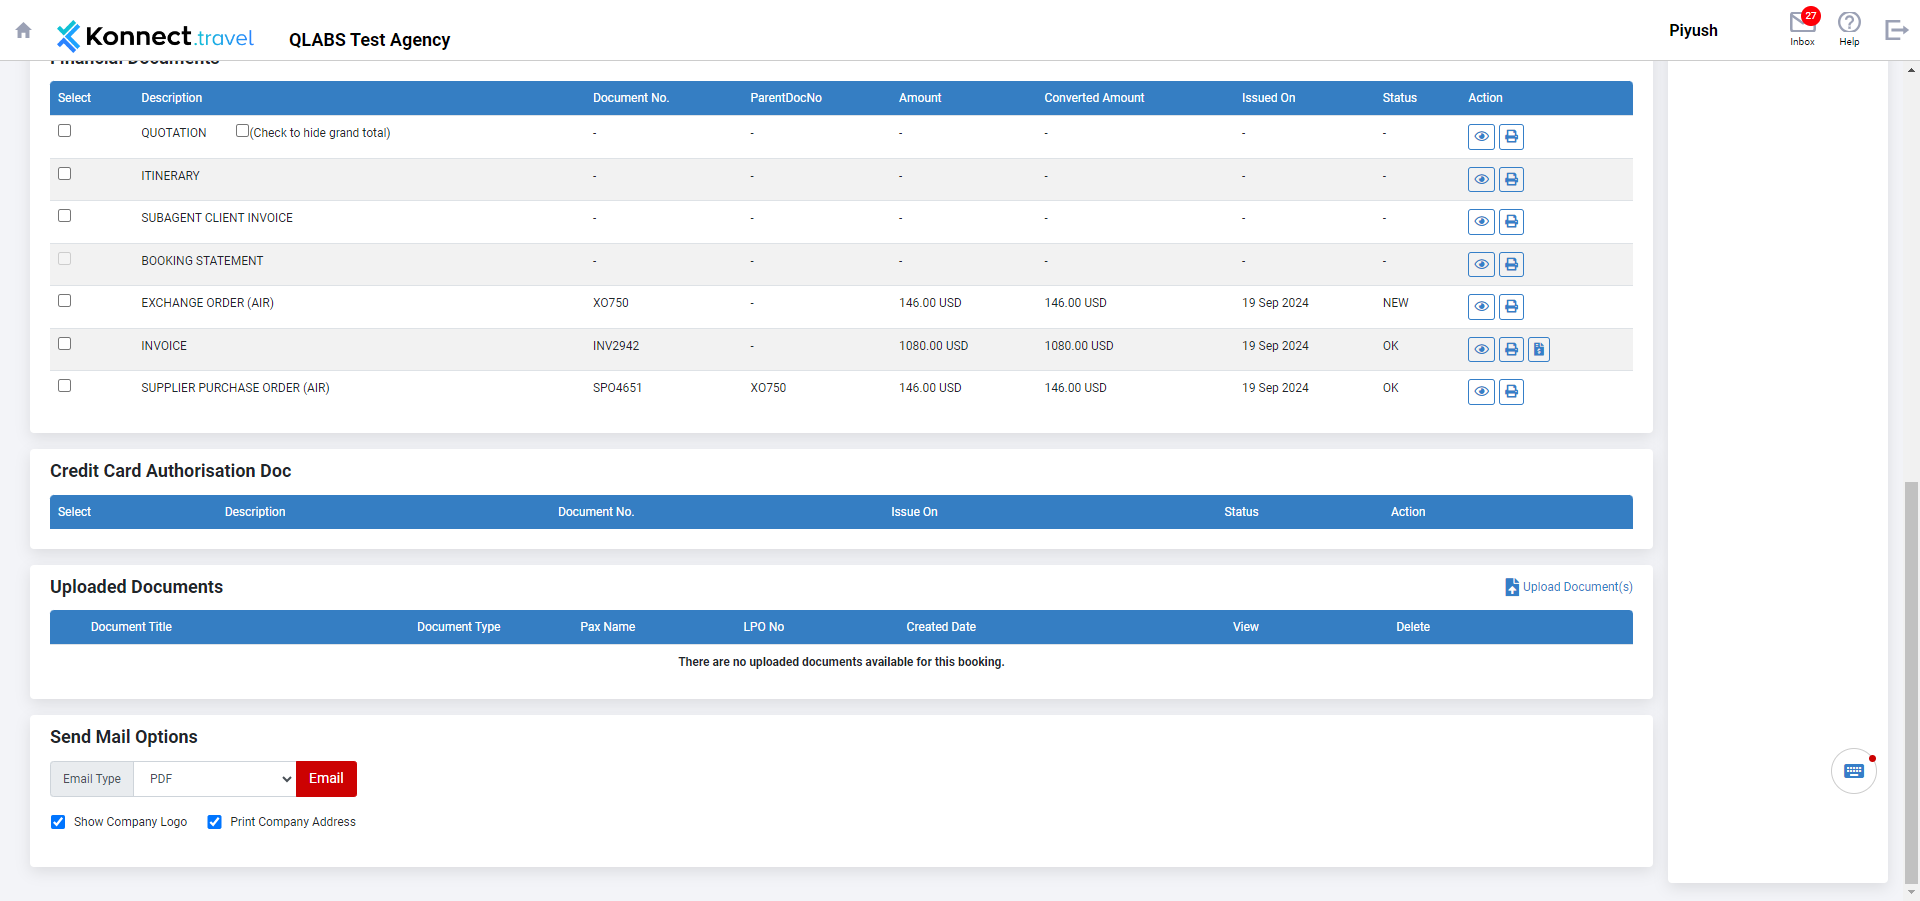 Konnect.travel
QLABS Test Agency
Piyush
27
Inbox
Help
Financial Documents
Select Description Document No. ParentDocNo Amount Converted Amount Issued On Status Action
QUOTATION (Check to hide grand total) - - - - - -
ITINERARY - - - - - -
SUBAGENT CLIENT INVOICE - - - - - -
BOOKING STATEMENT - - - - - -
EXCHANGE ORDER (AIR) XO750 - 146.00 USD 146.00 USD 19 Sep 2024 NEW
INVOICE INV2942 - 1080.00 USD 1080.00 USD 19 Sep 2024 OK
SUPPLIER PURCHASE ORDER (AIR) SPO4651 XO750 146.00 USD 146.00 USD 19 Sep 2024 OK
Credit Card Authorisation Doc
Select Description Document No. Issue On Status Action
Uploaded Documents
Upload Document(s)
Document Title Document Type Pax Name LPO No Created Date View Delete
There are no uploaded documents available for this booking.
Send Mail Options
Email Type PDF Email
Show Company Logo Print Company Address